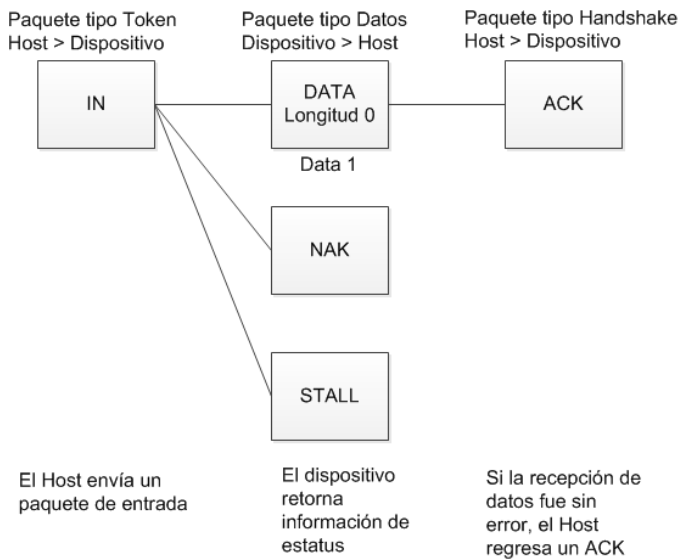 Paquete tipo Token
Host > Dispositivo
Paquete tipo Datos
Dispositivo > Host
Paquete tipo Handshake
Host > Dispositivo
IN
DATA
Longitud 0
ACK
Data 1
NAK
STALL
El Host envía un
paquete de entrada
El dispositivo
retorna
información de
estatus
Si la recepción de
datos fue sin
error, el Host
regresa un ACK